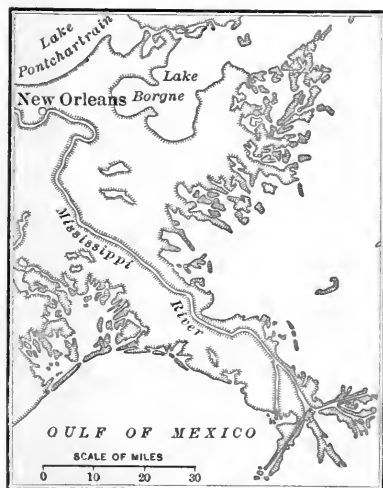 Lake
Pontchartrain
Lake
Borgne
New Orleans
Mississippi
River
GULF OF MEXICO
SCALE OF MILES
0 10 20 30